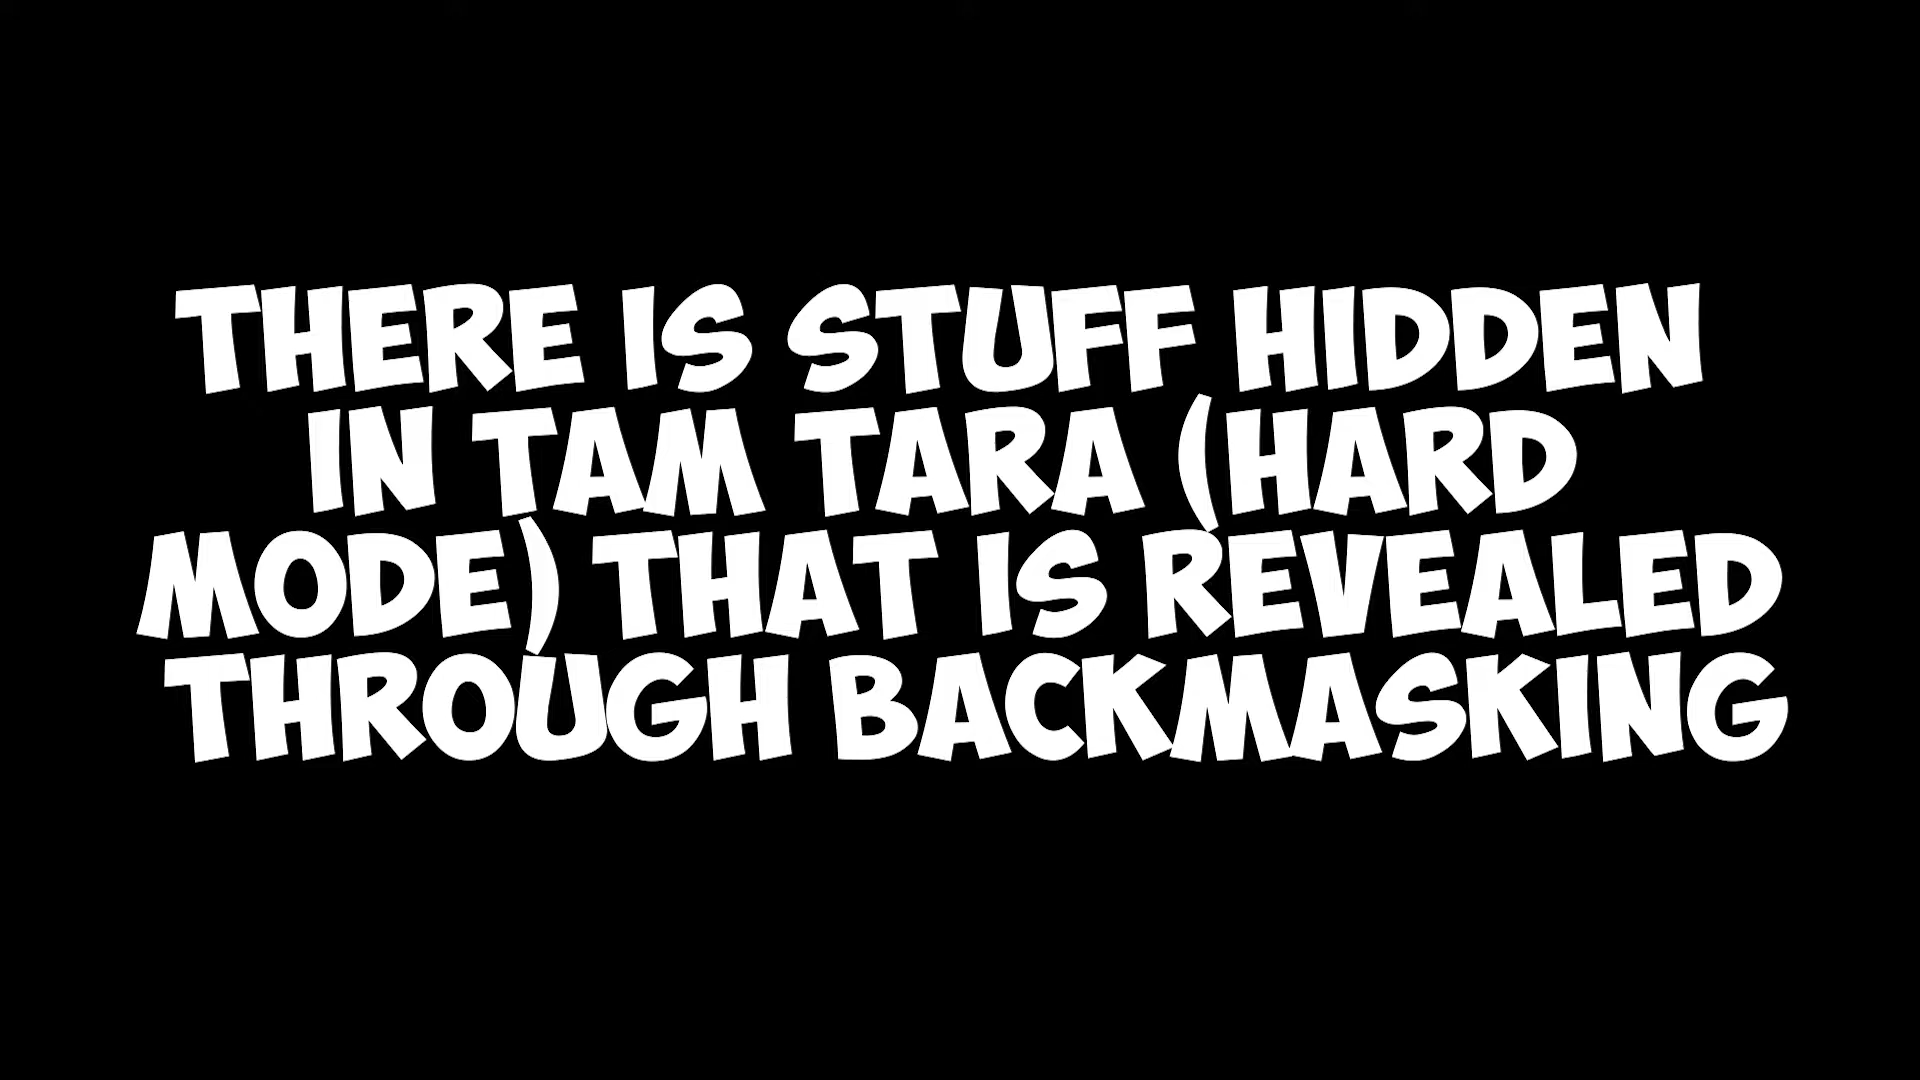 THERE IS STUFF HIDDEN
IN TAM TARA (HARD
MODE) THAT IS REVEALED
THROUGH BACKMASKING